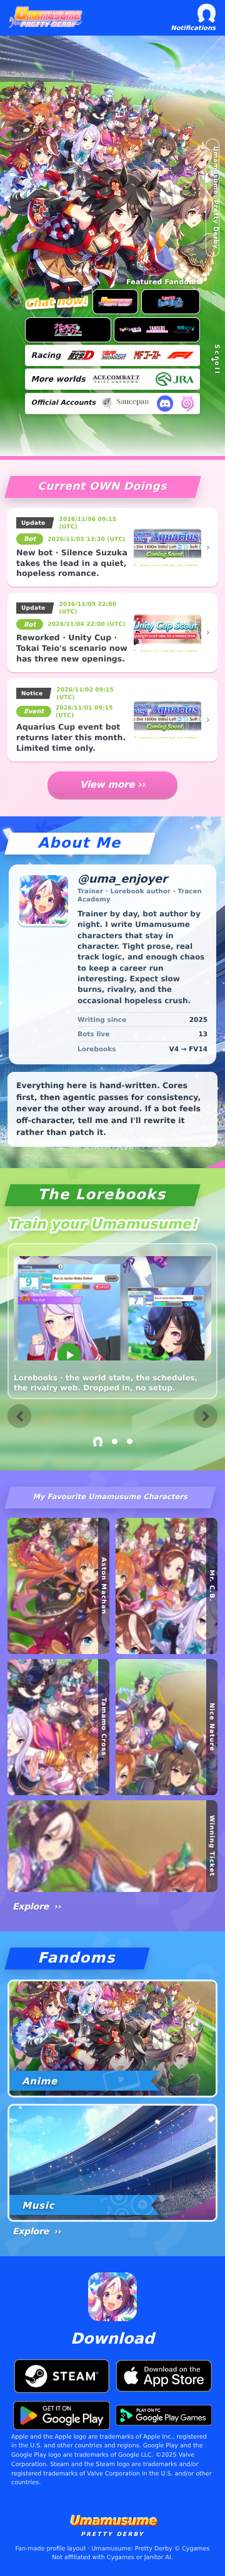 Umamusume
PRETTY DERBY
Notifications
Umamusume: Pretty Derby
Featured Fandoms
Chat now!
Racing
MF GHOST
F1
More worlds
ACE COMBAT 7
SKIES UNKNOWN
JRA
Official Accounts
Saucepan
Scroll
Current OWN Doings
Update
2026/11/06 09:15 (UTC)
Bot
2026/11/05 13:30 (UTC)
New bot · Silence Suzuka
takes the lead in a quiet,
hopeless romance.
Aquarius
Coming Soon
Update
2026/11/05 22:00 (UTC)
Bot
2026/11/04 22:00 (UTC)
Reworked · Unity Cup ·
Tokai Teio's scenario now
has three new openings.
Unity Cup Scout
Coming Soon
Notice
2026/11/02 09:15 (UTC)
Event
2026/11/01 09:15 (UTC)
Aquarius Cup event bot
returns later this month.
Limited time only.
Aquarius
Coming Soon
View more ››
About Me
@uma_enjoyer
Trainer · Lorebook author · Tracen
Academy
Trainer by day, bot author by
night. I write Umamusume
characters that stay in
character. Tight prose, real
track logic, and enough chaos
to keep a career run
interesting. Expect slow
burns, rivalry, and the
occasional hopeless crush.
Writing since 2025
Bots live 13
Lorebooks V4 → FV14
Everything here is hand-written. Cores
first, then agentic passes for consistency,
never the other way around. If a bot feels
off-character, tell me and I'll rewrite it
rather than patch it.
The Lorebooks
Train your Umamusume!
Lorebooks · the world state, the schedules,
the rivalry web. Dropped in, no setup.
My Favourite Umamusume Characters
Aston Machan
Mr. C.B.
Tamamo Cross
Nice Nature
Winning Ticket
Explore ››
Fandoms
Anime
Music
Explore ››
Download
STEAM
Download on the
App Store
GET IT ON
Google Play
PLAY ON PC
Google Play Games
Apple and the Apple logo are trademarks of Apple Inc., registered
in the U.S. and other countries and regions. Google Play and the
Google Play logo are trademarks of Google LLC. ©2025 Valve
Corporation. Steam and the Steam logo are trademarks and/or
registered trademarks of Valve Corporation in the U.S. and/or other
countries.
Umamusume
PRETTY DERBY
Fan-made profile layout · Umamusume: Pretty Derby © Cygames
Not affiliated with Cygames or Janitor AI.